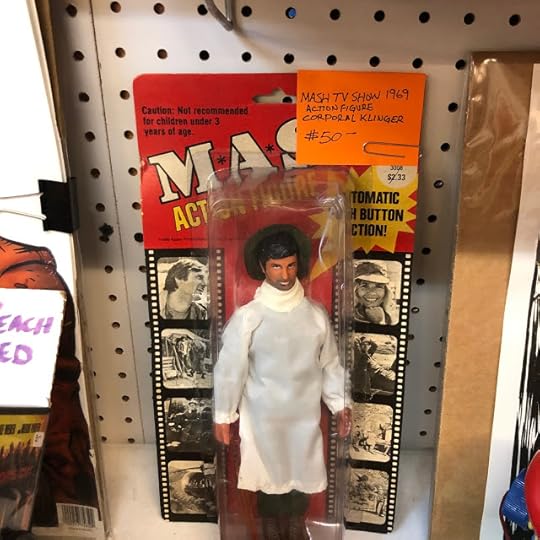 MASH TV SHOW 1969
ACTION FIGURE
CORPORAL KLINGER
$50-
Caution: Not recommended
for children under 3
years of age.
M*A*S
ACTION FIGURE
$2.33
TOMATIC
H BUTTON
CTION!
EACH
ED